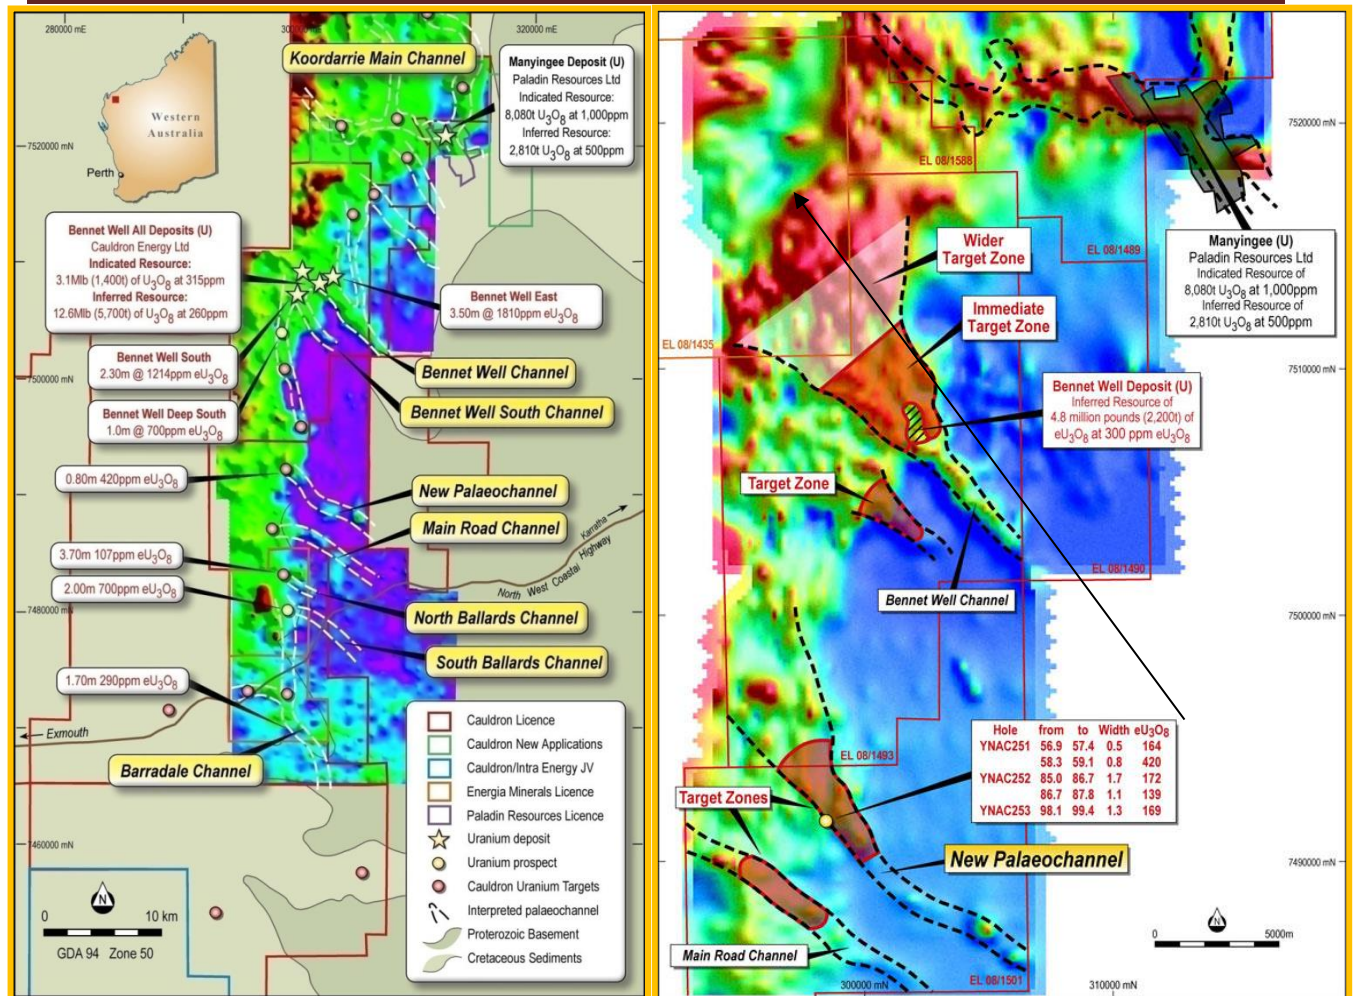 280000 mE
320000 mE
Koordarrie Main Channel
Manyingee Deposit (U)
Paladin Resources Ltd
Indicated Resource:
8,080t U3O8 at 1,000ppm
Inferred Resource:
2,810t U3O8 at 500ppm
Western
Australia
Perth
7520000 mN
Bennet Well All Deposits (U)
Cauldron Energy Ltd
Indicated Resource:
3.1Mlb (1,400t) of U3O8 at 315ppm
Inferred Resource:
12.6Mlb (5,700t) of U3O8 at 260ppm
Bennet Well East
3.50m @ 1810ppm eU3O8
Bennet Well South
2.30m @ 1214ppm eU3O8
7500000 mN
Bennet Well Channel
Bennet Well Deep South
1.0m @ 700ppm eU3O8
Bennet Well South Channel
0.80m 420ppm eU3O8
New Palaeochannel
Main Road Channel
Karratha
North West Coastal Highway
3.70m 107ppm eU3O8
2.00m 700ppm eU3O8
7480000 mN
North Ballards Channel
South Ballards Channel
1.70m 290ppm eU3O8
Exmouth
Barradale Channel
Cauldron Licence
Cauldron New Applications
Cauldron/Intra Energy JV
Energia Minerals Licence
Paladin Resources Licence
Uranium deposit
Uranium prospect
Cauldron Uranium Targets
Interpreted palaeochannel
Proterozoic Basement
Cretaceous Sediments
7460000 mN
N
0 10 km
GDA 94 Zone 50
7520000 mN
EL 08/1588
EL 08/1489
Wider
Target Zone
Manyingee (U)
Paladin Resources Ltd
Indicated Resource of
8,080t U3O8 at 1,000ppm
Inferred Resource of
2,810t U3O8 at 500ppm
Immediate
Target Zone
EL 08/1435
7510000 mN
Bennet Well Deposit (U)
Inferred Resource of
4.8 million pounds (2,200t) of
eU3O8 at 300 ppm eU3O8
Target Zone
EL 08/1490
Bennet Well Channel
7500000 mN
Hole from to Width eU3O8
YNAC251 56.9 57.4 0.5 164
58.3 59.1 0.8 420
YNAC252 85.0 86.7 1.7 172
86.7 87.8 1.1 139
YNAC253 98.1 99.4 1.3 169
EL 08/1493
Target Zones
New Palaeochannel
7490000 mN
N
0 5000m
Main Road Channel
EL 08/1501
300000 mE
310000 mE